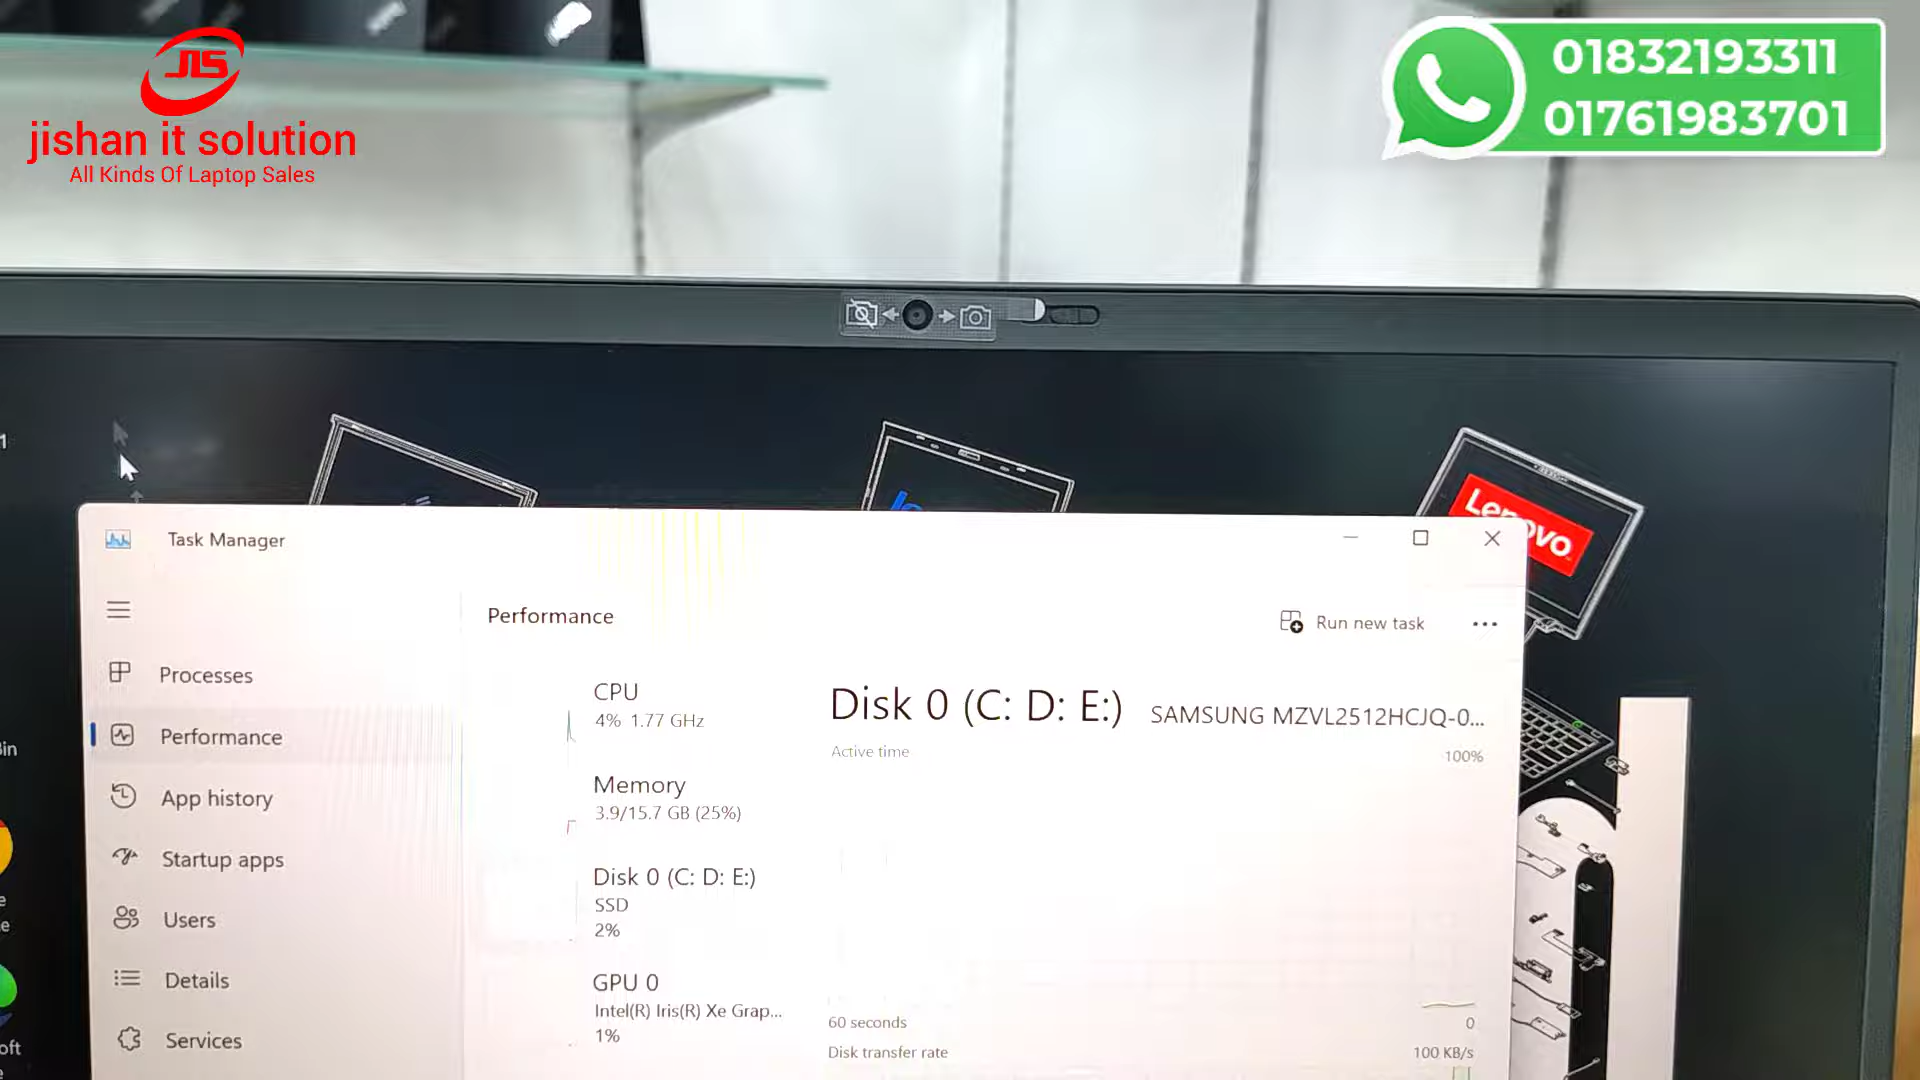 JIS
jishan it solution
All Kinds Of Laptop Sales
01832193311
01761983701
Lenovo
Task Manager
Performance
Run new task
Processes
Performance
App history
Startup apps
Users
Details
Services
CPU
4% 1.77 GHz
Memory
3.9/15.7 GB (25%)
Disk 0 (C: D: E:)
SSD
2%
GPU 0
Intel(R) Iris(R) Xe Grap...
1%
Disk 0 (C: D: E:)
SAMSUNG MZVL2512HCJQ-0...
Active time
100%
60 seconds
0
Disk transfer rate
100 KB/s